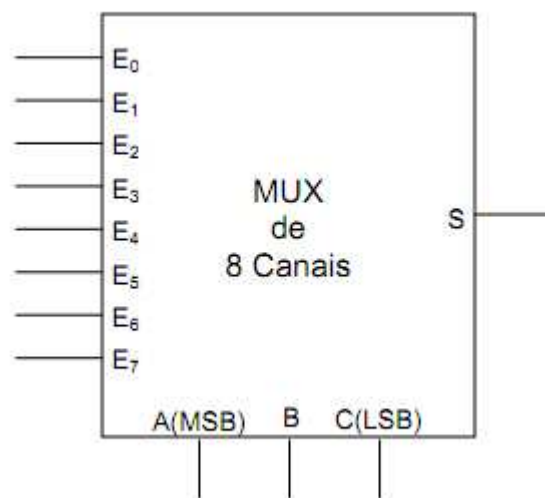 E₀
E₁
E₂
E₃
E₄
E₅
E₆
E₇
MUX
de
8 Canais
S
A(MSB) B C(LSB)